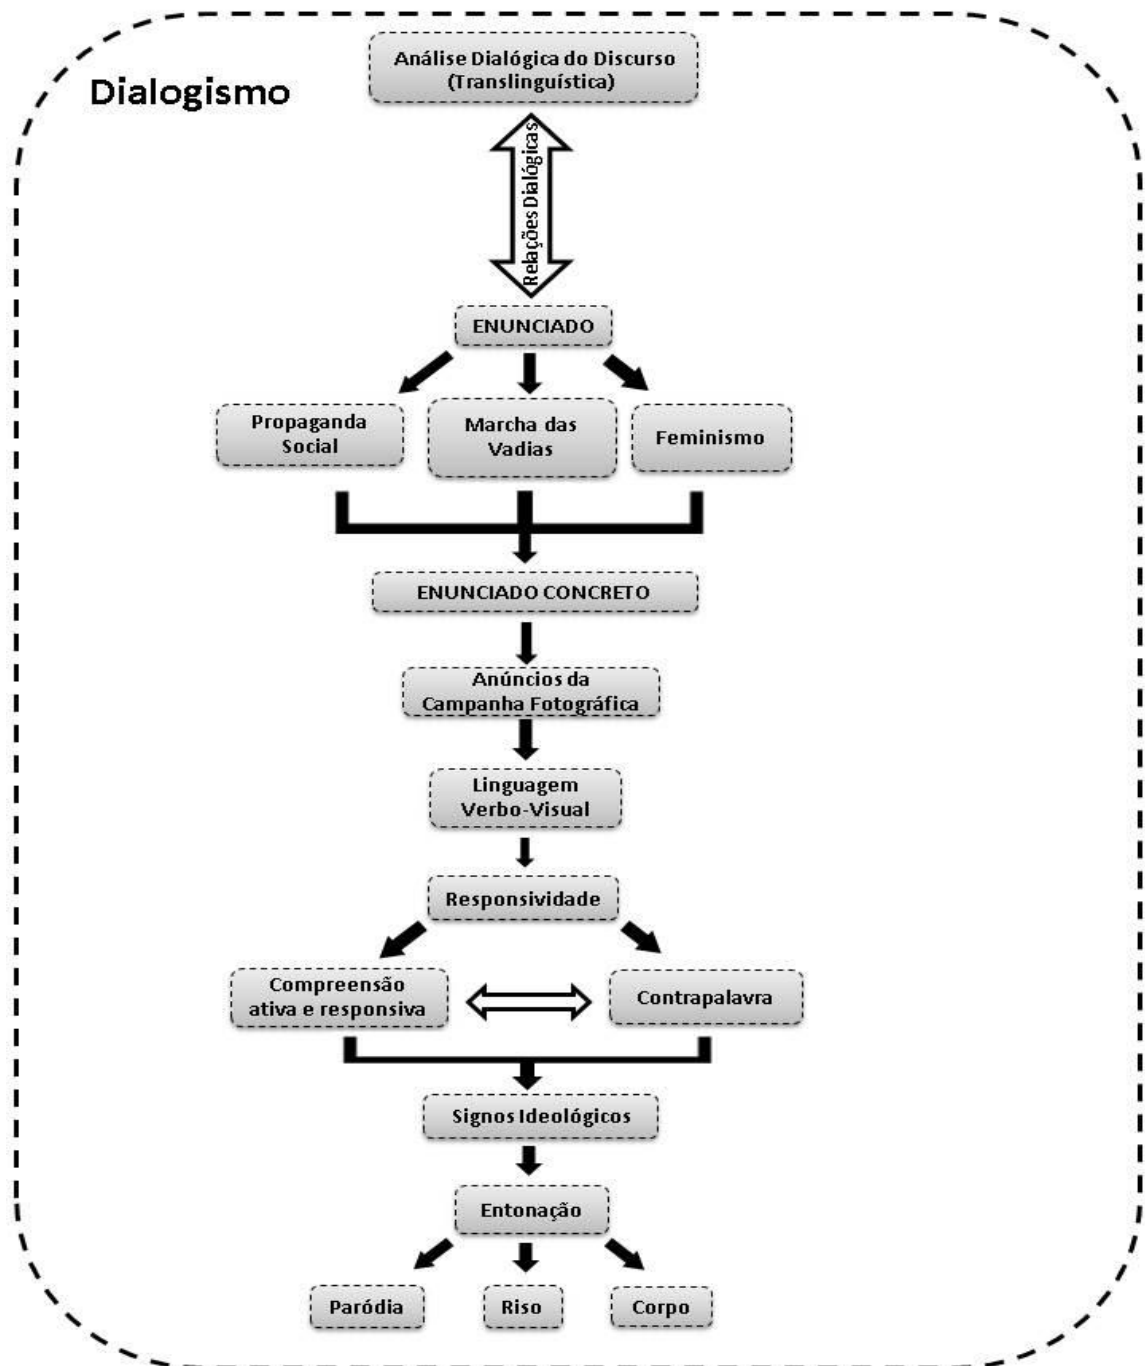 Análise Dialógica do Discurso
(Translinguística)
Dialogismo
Relações Dialógicas
ENUNCIADO
Propaganda
Social
Marcha das
Vadias
Feminismo
ENUNCIADO CONCRETO
Anúncios da
Campanha Fotográfica
Linguagem
Verbo-Visual
Responsividade
Compreensão
ativa e responsiva
Contrapalavra
Signos Ideológicos
Entonação
Paródia
Riso
Corpo